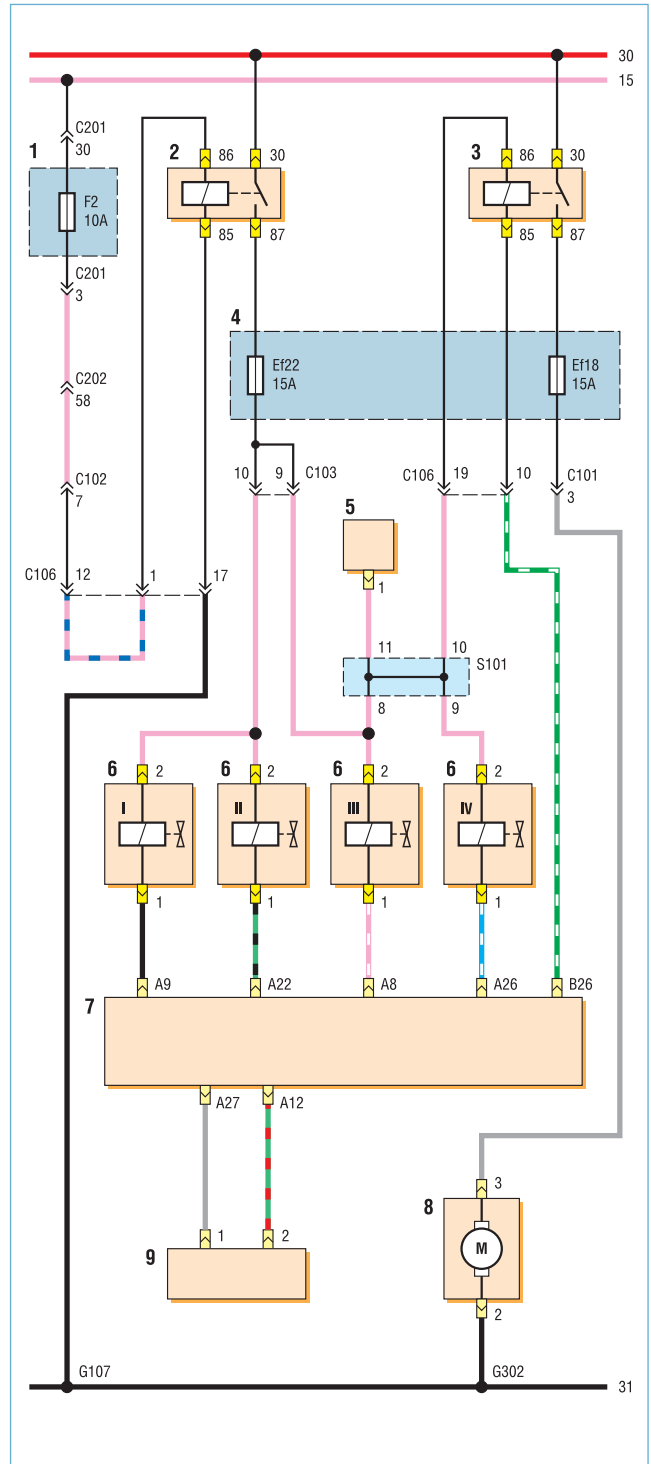 30
15
C201
30
1
F2
10A
C201
3
C202
58
C102
7
C106 12 1 17
2 86 30
85 87
3 86 30
85 87
4
Ef22
15A
Ef18
15A
10 9 C103
C106 19 10 C101
3
5
1
11 10 S101
8 9
6 2 6 2 6 2 6 2
I II III IV
1 1 1 1
A9 A22 A8 A26 B26
7
A27 A12
3
8
M
2
1 2
9
G107 G302 31